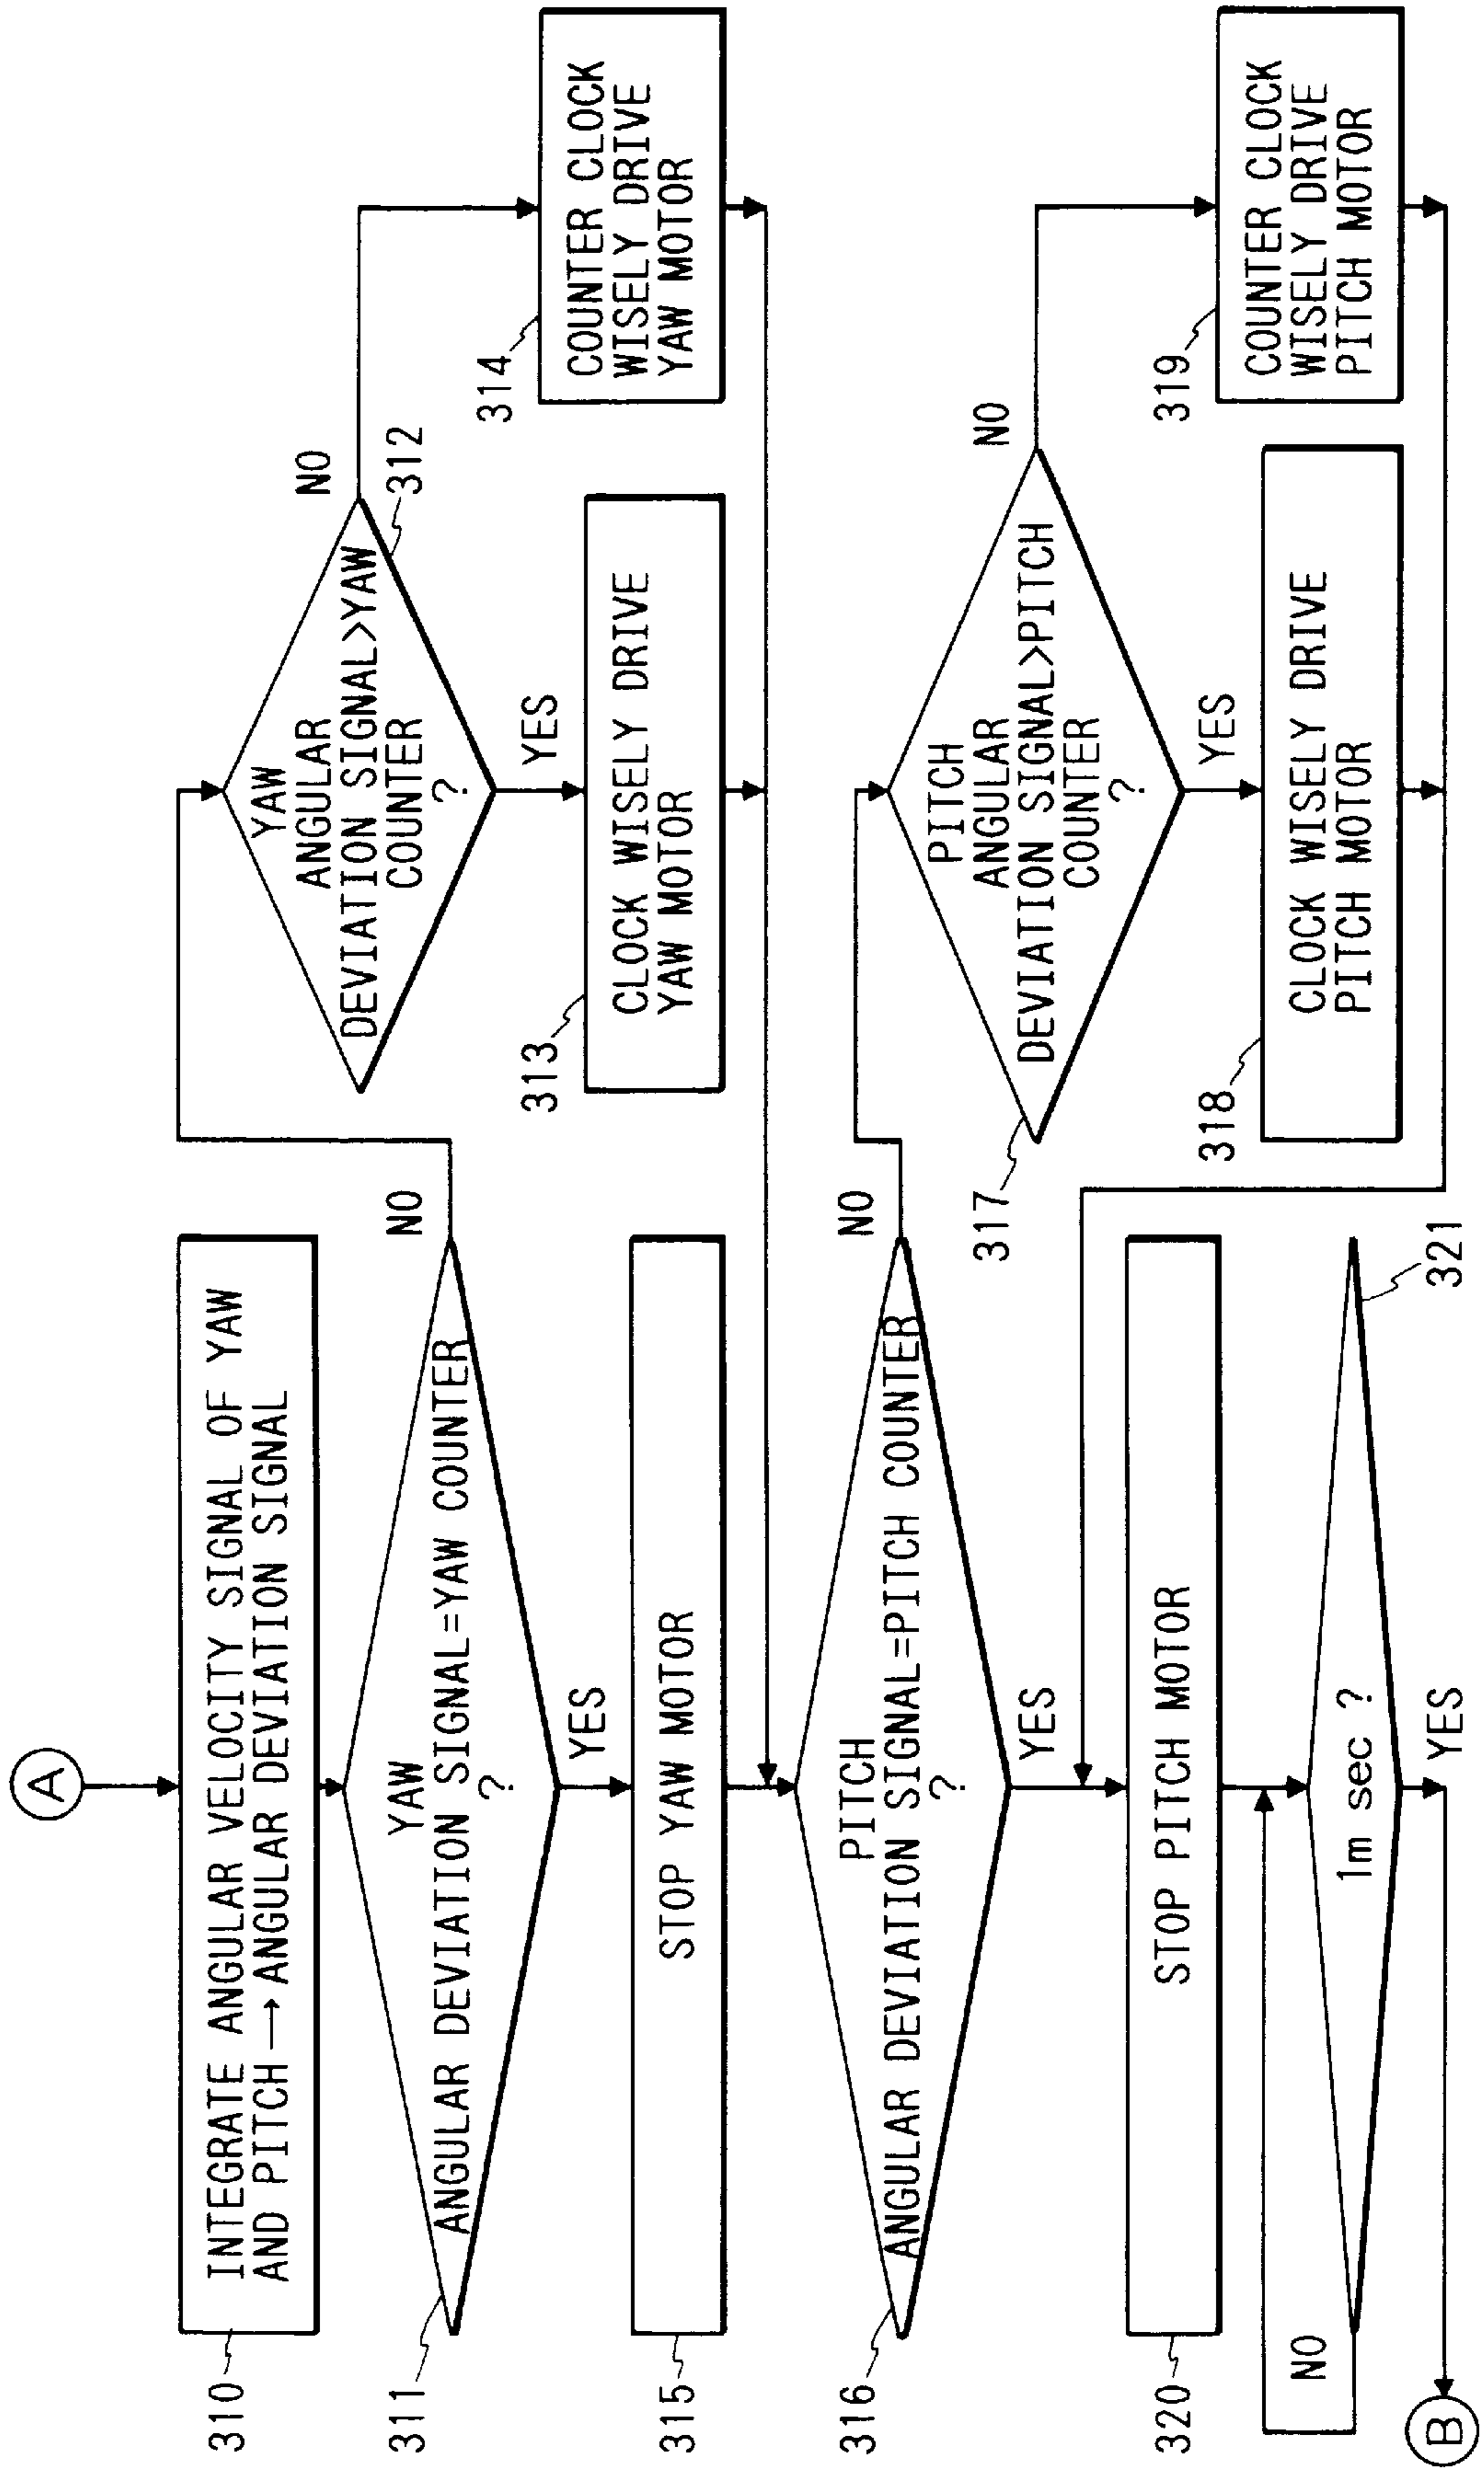 A
INTEGRATE ANGULAR VELOCITY SIGNAL OF YAW
AND PITCH → ANGULAR DEVIATION SIGNAL
310
YAW
ANGULAR DEVIATION SIGNAL=YAW COUNTER
?
311
NO
YES
YAW
ANGULAR
DEVIATION SIGNAL>YAW
COUNTER
?
312
NO
YES
CLOCK WISELY DRIVE
YAW MOTOR
313
COUNTER CLOCK
WISELY DRIVE
YAW MOTOR
314
STOP YAW MOTOR
315
PITCH
ANGULAR DEVIATION SIGNAL=PITCH COUNTER
?
316
NO
YES
PITCH
ANGULAR
DEVIATION SIGNAL>PITCH
COUNTER
?
317
NO
YES
CLOCK WISELY DRIVE
PITCH MOTOR
318
COUNTER CLOCK
WISELY DRIVE
PITCH MOTOR
319
STOP PITCH MOTOR
320
1m sec ?
321
NO
YES
B